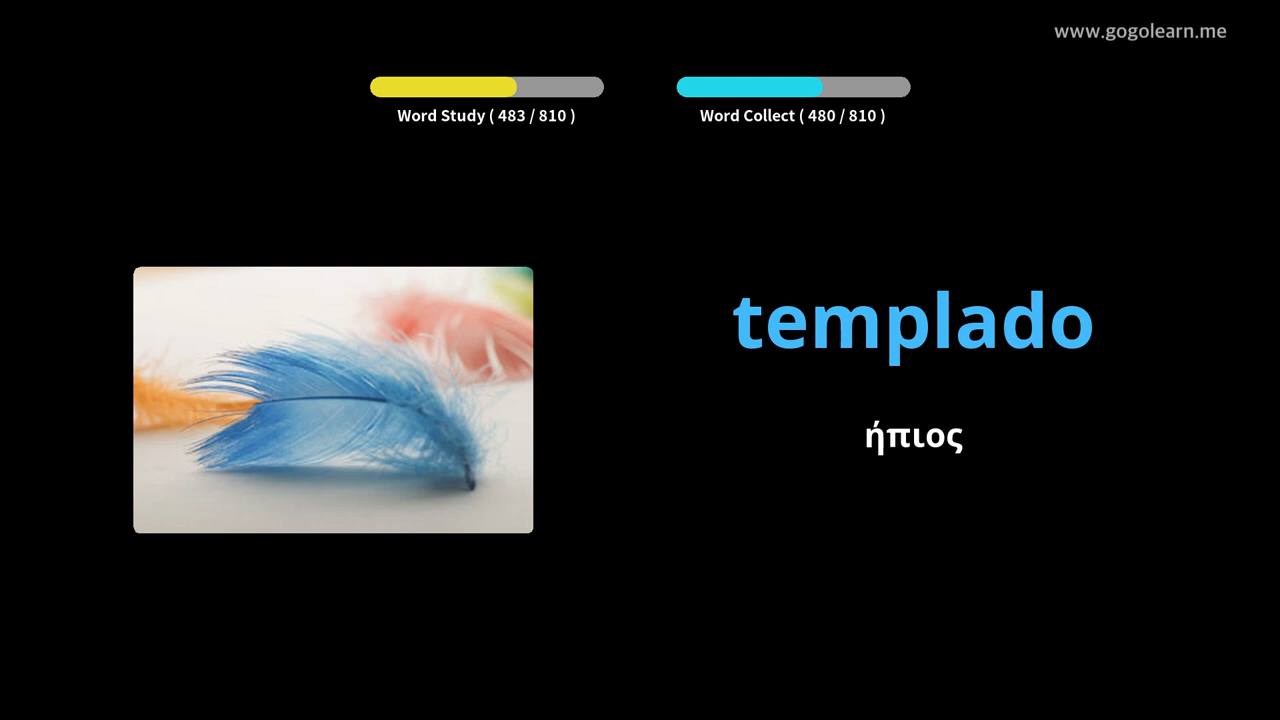 www.gogolearn.me
Word Study ( 483 / 810 )
Word Collect ( 480 / 810 )
templado
ήπιος